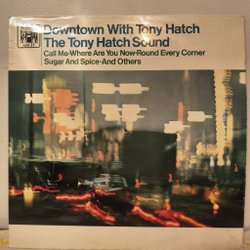 Downtown With Tony Hatch
The Tony Hatch Sound
Call Me-Where Are You Now-Round Every Corner
Sugar And Spice-And Others